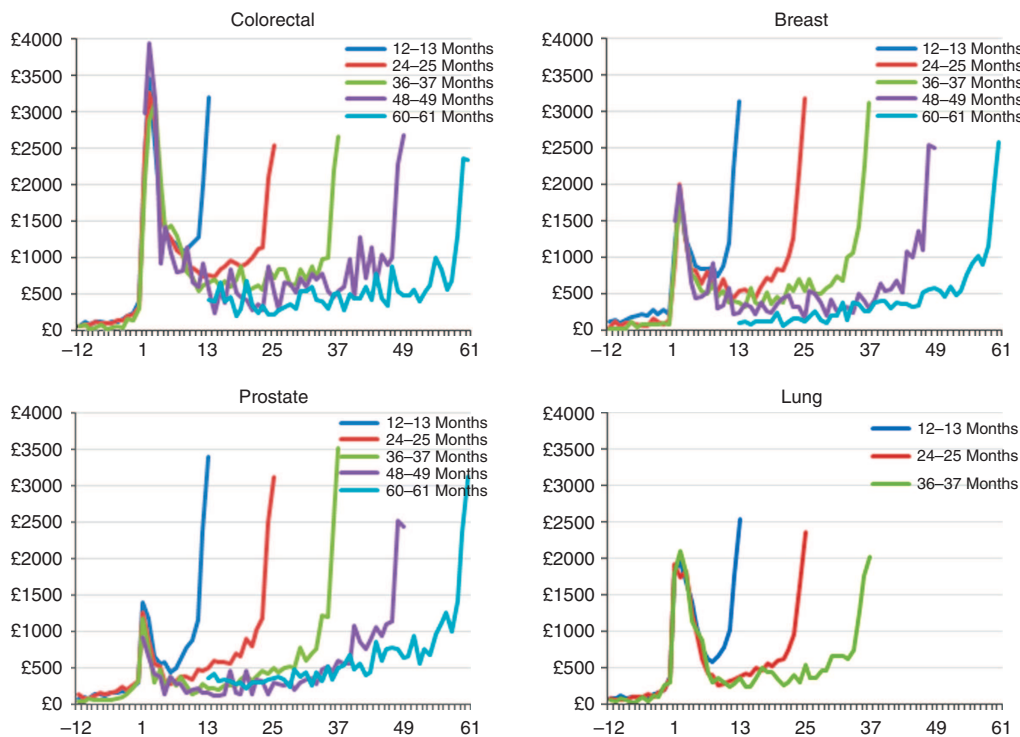 Colorectal
£4000
£3500
£3000
£2500
£2000
£1500
£1000
£500
£0
12–13 Months
24–25 Months
36–37 Months
48–49 Months
60–61 Months
–12 1 13 25 37 49 61
Breast
£4000
£3500
£3000
£2500
£2000
£1500
£1000
£500
£0
12–13 Months
24–25 Months
36–37 Months
48–49 Months
60–61 Months
–12 1 13 25 37 49 61
Prostate
£4000
£3500
£3000
£2500
£2000
£1500
£1000
£500
£0
12–13 Months
24–25 Months
36–37 Months
48–49 Months
60–61 Months
–12 1 13 25 37 49 61
Lung
£4000
£3500
£3000
£2500
£2000
£1500
£1000
£500
£0
12–13 Months
24–25 Months
36–37 Months
–12 1 13 25 37 49 61